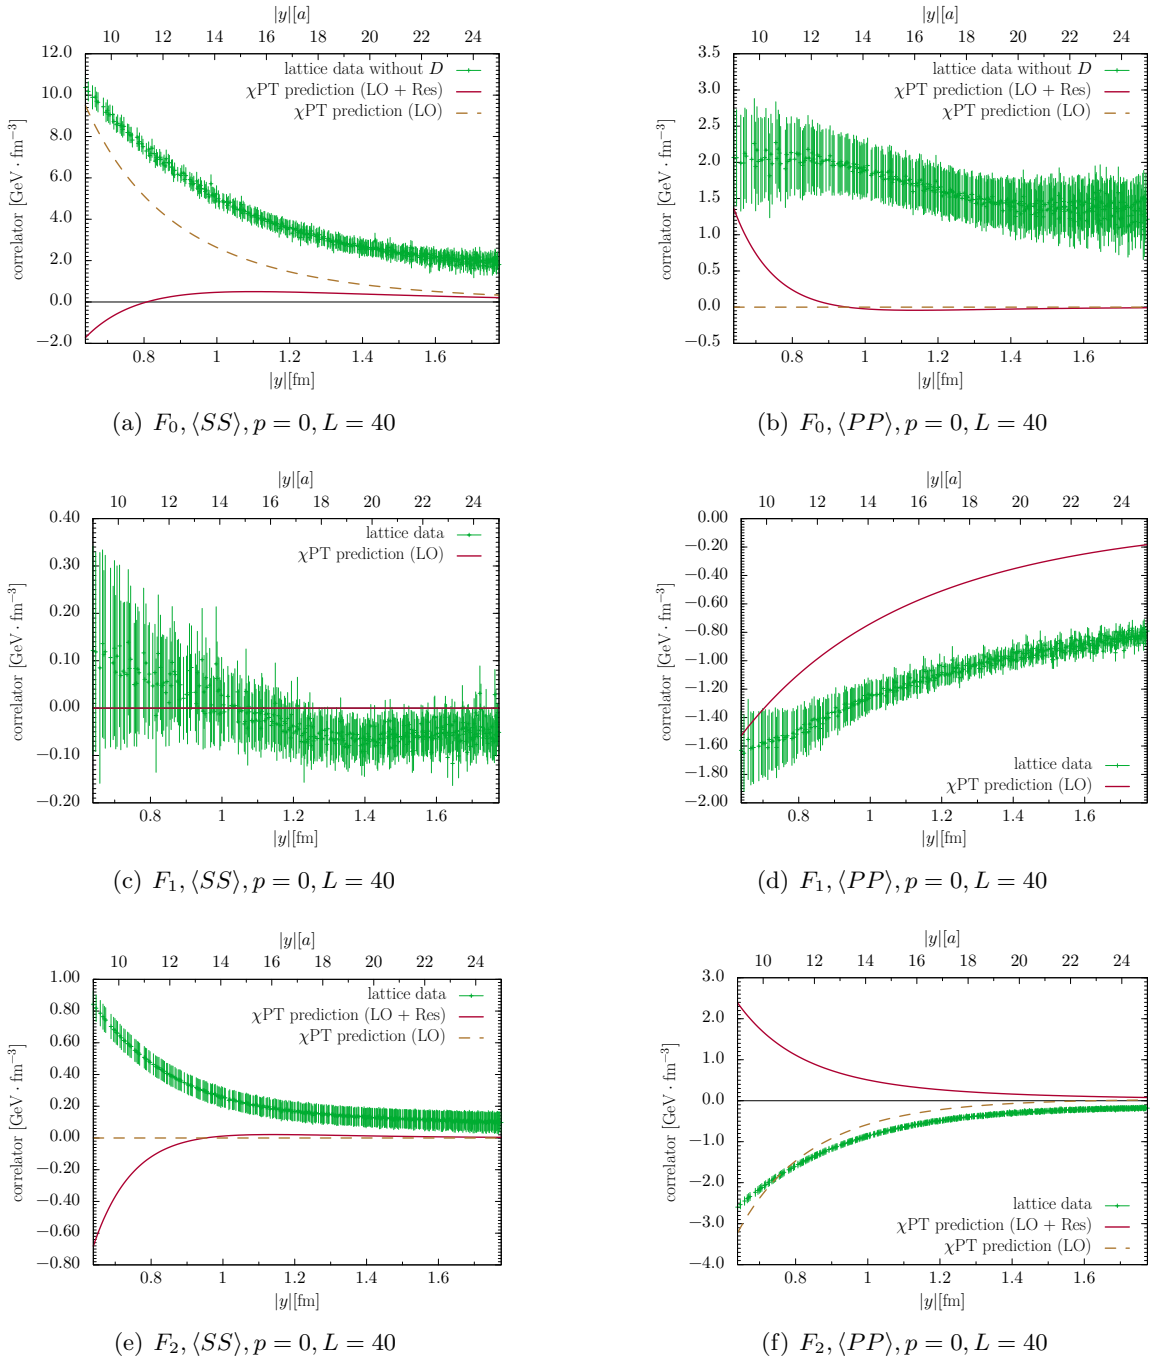 |y|[a]
10 12 14 16 18 20 22 24
12.0
10.0
8.0
6.0
4.0
2.0
0.0
−2.0
correlator [GeV · fm⁻³]
lattice data without D
χPT prediction (LO + Res)
χPT prediction (LO)
0.8 1 1.2 1.4 1.6
|y|[fm]
(a) F₀, ⟨SS⟩, p = 0, L = 40
|y|[a]
10 12 14 16 18 20 22 24
3.5
3.0
2.5
2.0
1.5
1.0
0.5
0.0
−0.5
correlator [GeV · fm⁻³]
lattice data without D
χPT prediction (LO + Res)
χPT prediction (LO)
0.8 1 1.2 1.4 1.6
|y|[fm]
(b) F₀, ⟨PP⟩, p = 0, L = 40
|y|[a]
10 12 14 16 18 20 22 24
0.40
0.30
0.20
0.10
0.00
−0.10
−0.20
correlator [GeV · fm⁻³]
lattice data
χPT prediction (LO)
0.8 1 1.2 1.4 1.6
|y|[fm]
(c) F₁, ⟨SS⟩, p = 0, L = 40
|y|[a]
10 12 14 16 18 20 22 24
0.00
−0.20
−0.40
−0.60
−0.80
−1.00
−1.20
−1.40
−1.60
−1.80
−2.00
correlator [GeV · fm⁻³]
lattice data
χPT prediction (LO)
0.8 1 1.2 1.4 1.6
|y|[fm]
(d) F₁, ⟨PP⟩, p = 0, L = 40
|y|[a]
10 12 14 16 18 20 22 24
1.00
0.80
0.60
0.40
0.20
0.00
−0.20
−0.40
−0.60
−0.80
correlator [GeV · fm⁻³]
lattice data
χPT prediction (LO + Res)
χPT prediction (LO)
0.8 1 1.2 1.4 1.6
|y|[fm]
(e) F₂, ⟨SS⟩, p = 0, L = 40
|y|[a]
10 12 14 16 18 20 22 24
3.0
2.0
1.0
0.0
−1.0
−2.0
−3.0
−4.0
correlator [GeV · fm⁻³]
lattice data
χPT prediction (LO + Res)
χPT prediction (LO)
0.8 1 1.2 1.4 1.6
|y|[fm]
(f) F₂, ⟨PP⟩, p = 0, L = 40